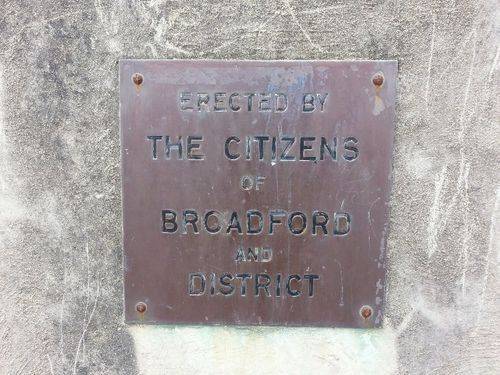 ERECTED BY
THE CITIZENS
OF
BROADFORD
AND
DISTRICT